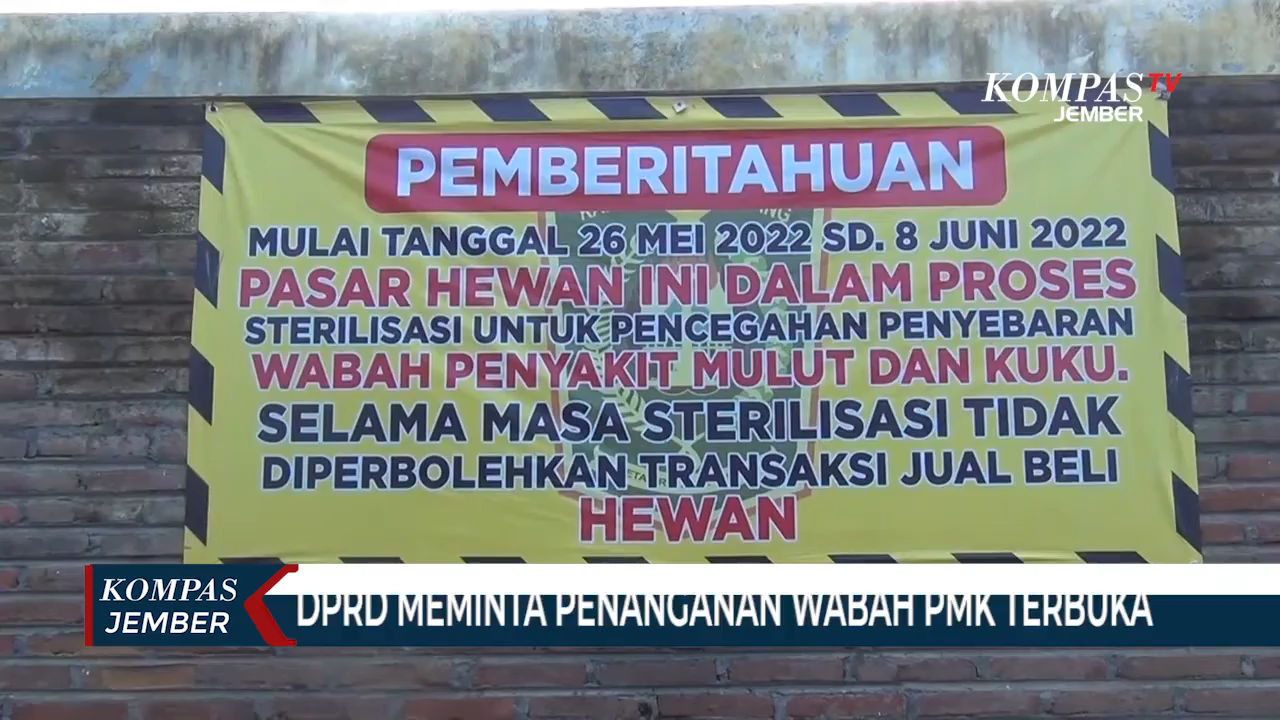 KOMPAS TV
JEMBER
PEMBERITAHUAN
MULAI TANGGAL 26 MEI 2022 SD. 8 JUNI 2022
PASAR HEWAN INI DALAM PROSES
STERILISASI UNTUK PENCEGAHAN PENYEBARAN
WABAH PENYAKIT MULUT DAN KUKU.
SELAMA MASA STERILISASI TIDAK
DIPERBOLEHKAN TRANSAKSI JUAL BELI
HEWAN
KOMPAS
JEMBER
DPRD MEMINTA PENANGANAN WABAH PMK TERBUKA